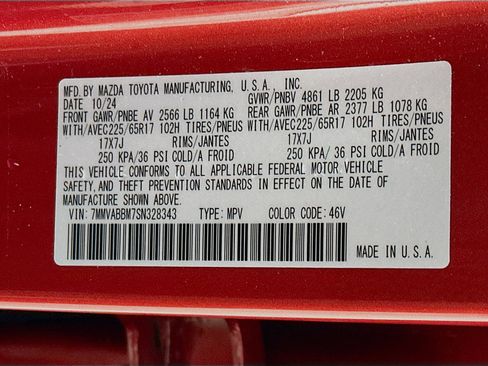 MFD. BY MAZDA TOYOTA MANUFACTURING, U.S.A., INC.
DATE 10/24 GVWR/PNBV 4861 LB 2205 KG
FRONT GAWR/PNBE AV 2566 LB 1164 KG REAR GAWR/PNBE AR 2377 LB 1078 KG
WITH/AVEC225/65R17 102H TIRES/PNEUS WITH/AVEC225/65R17 102H TIRES/PNEUS
17X7J RIMS/JANTES 17X7J RIMS/JANTES
250 KPA/36 PSI COLD/A FROID 250 KPA/ 36 PSI COLD/A FROID
THIS VEHICLE CONFORMS TO ALL APPLICABLE FEDERAL MOTOR VEHICLE
SAFETY, AND THEFT PREVENTION STANDARDS IN EFFECT ON THE DATE OF
MANUFACTURE SHOWN ABOVE.
VIN: 7MMVABBM7SN328343 TYPE: MPV COLOR CODE: 46V
MADE IN U.S.A.